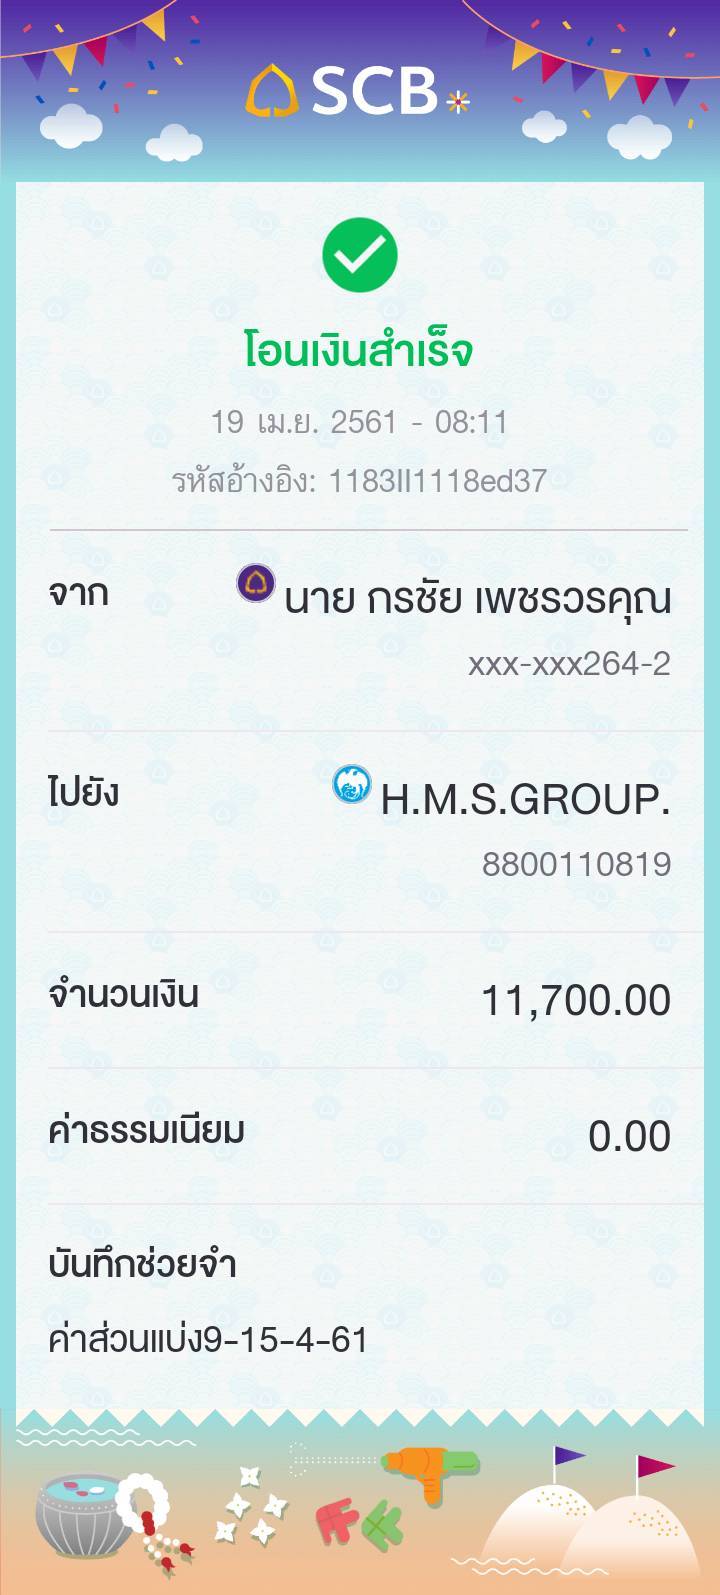 SCB
โอนเงินสำเร็จ
19 เม.ย. 2561 - 08:11
รหัสอ้างอิง: 1183II1118ed37
จาก
นาย กรชัย เพชรวรคุณ
xxx-xxx264-2
ไปยัง
H.M.S.GROUP.
8800110819
จำนวนเงิน
11,700.00
ค่าธรรมเนียม
0.00
บันทึกช่วยจำ
ค่าส่วนแบ่ง9-15-4-61